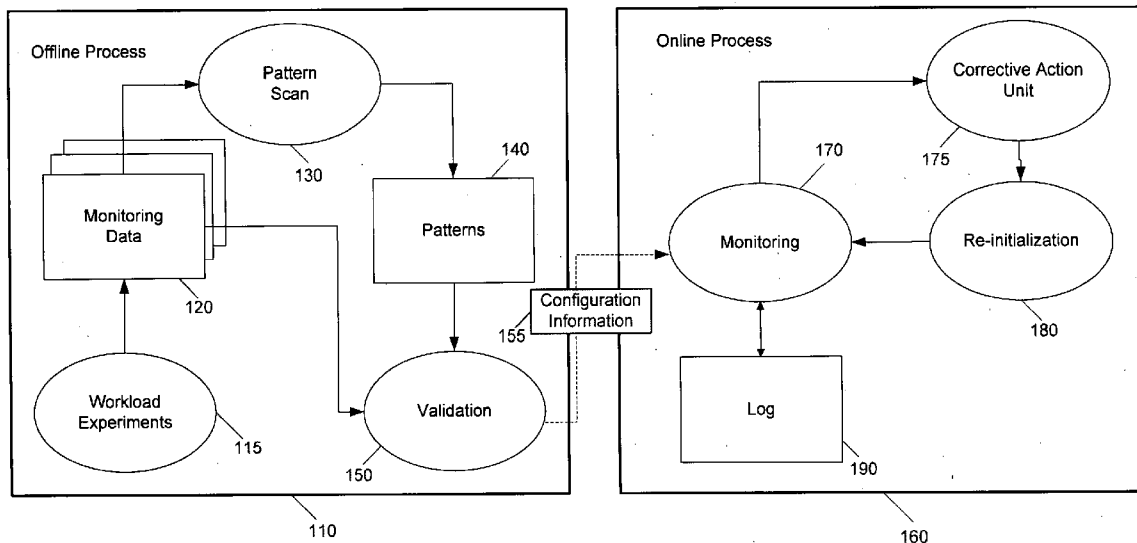 Offline Process
Pattern
Scan
130
140
Monitoring
Data
120
Patterns
Workload
Experiments
115
Validation
150
110
155
Configuration
Information
Online Process
Corrective Action
Unit
175
170
Monitoring
Re-initialization
180
Log
190
160